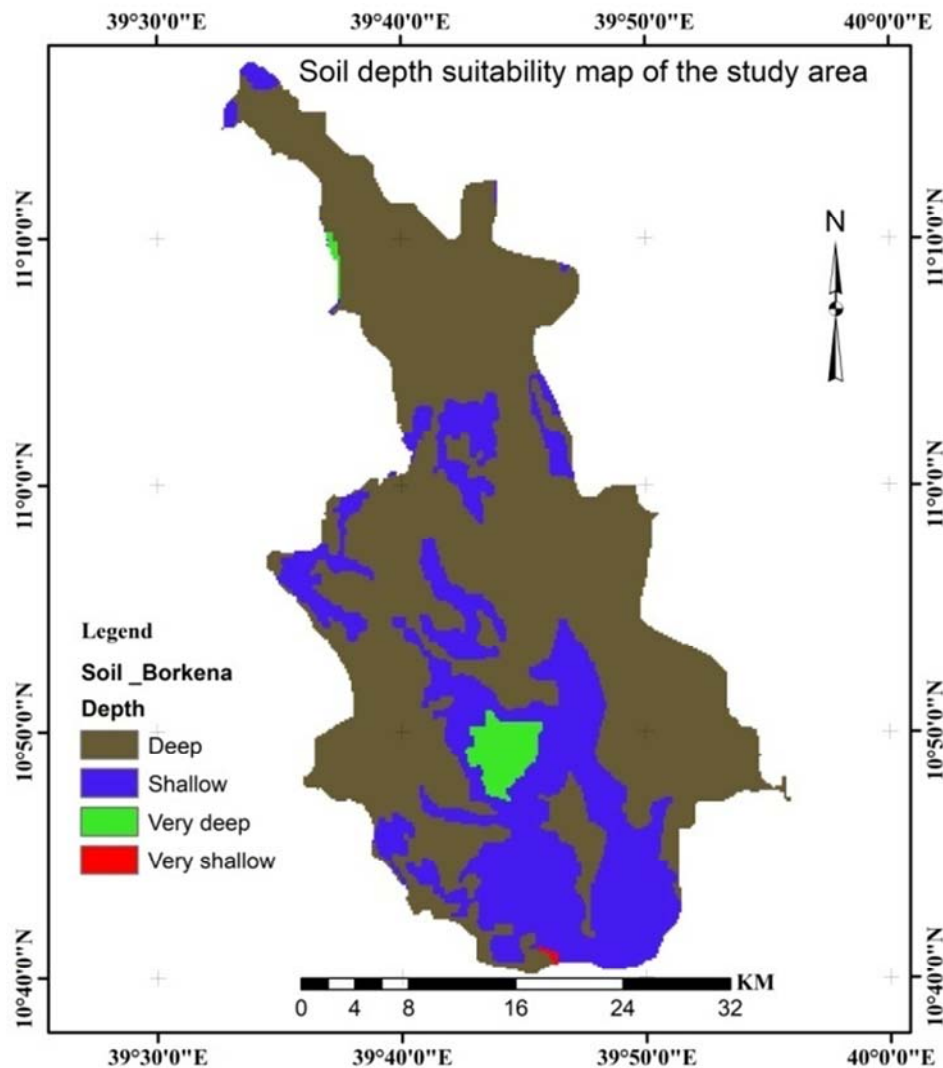 39°30'0"E 39°40'0"E 39°50'0"E 40°0'0"E
Soil depth suitability map of the study area
N
11°10'0"N 11°10'0"N
11°0'0"N 11°0'0"N
Legend
Soil _Borkena
Depth
10°50'0"N 10°50'0"N
Deep
Shallow
Very deep
Very shallow
10°40'0"N 10°40'0"N
KM
0 4 8 16 24 32
39°30'0"E 39°40'0"E 39°50'0"E 40°0'0"E